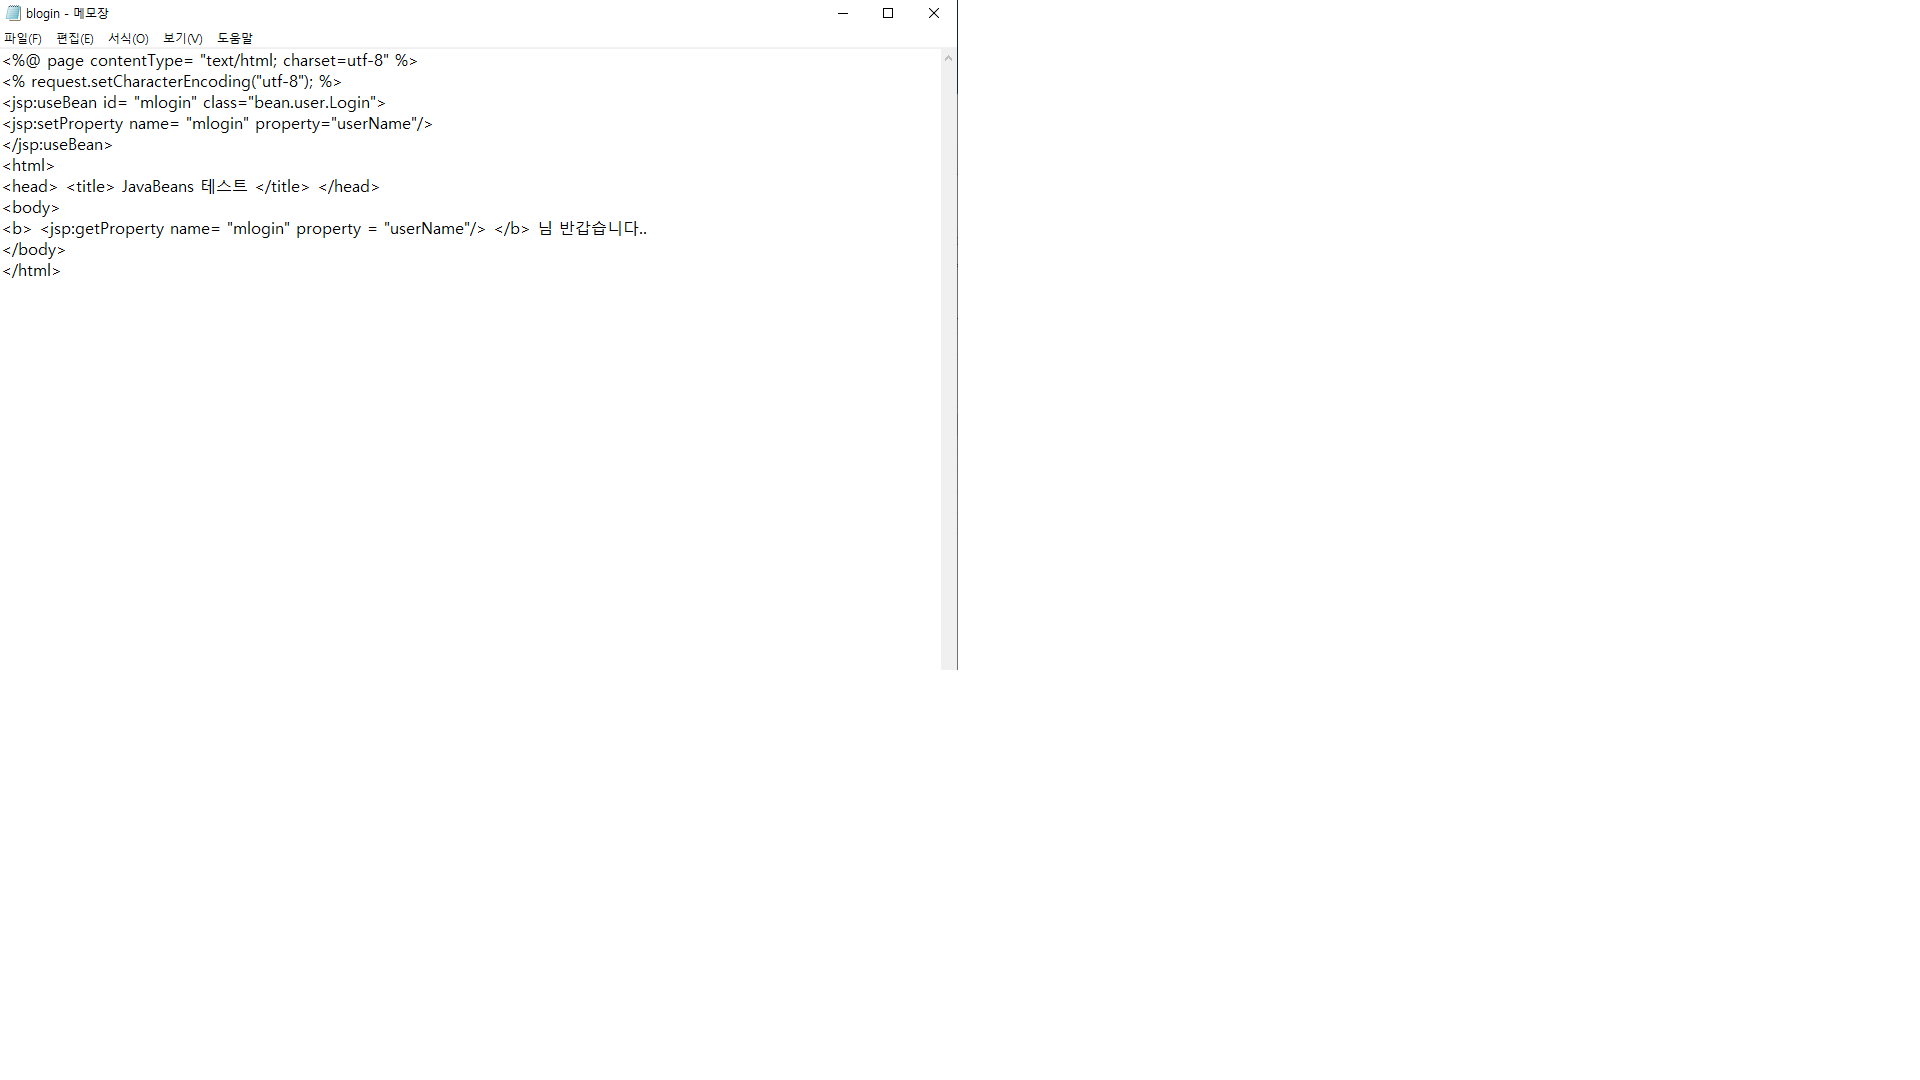 blogin - 메모장
파일(F) 편집(E) 서식(O) 보기(V) 도움말
<%@ page contentType= "text/html; charset=utf-8" %>
<% request.setCharacterEncoding("utf-8"); %>
<jsp:useBean id= "mlogin" class="bean.user.Login">
<jsp:setProperty name= "mlogin" property="userName"/>
</jsp:useBean>
<html>
<head> <title> JavaBeans 테스트 </title> </head>
<body>
<b> <jsp:getProperty name= "mlogin" property = "userName"/> </b> 님 반갑습니다..
</body>
</html>